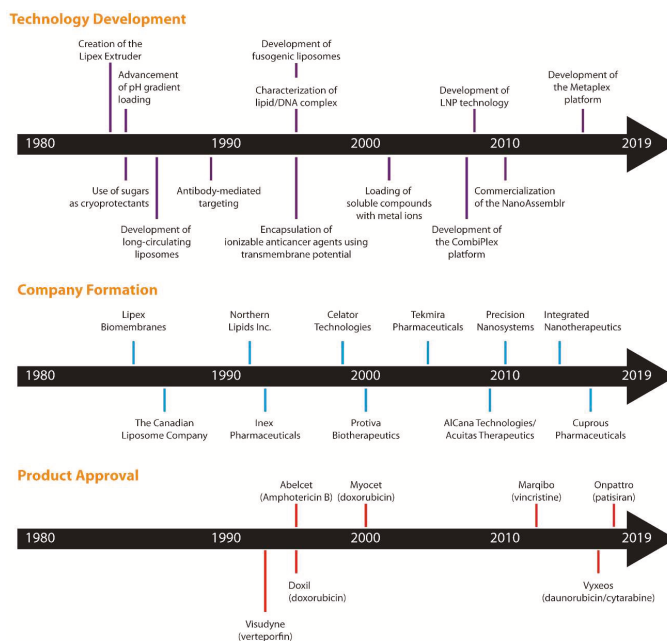 Technology Development
Creation of the
Lipex Extruder
Advancement
of pH gradient
loading
Development of
fusogenic liposomes
Characterization of
lipid/DNA complex
Development of
LNP technology
Development of
the Metaplex
platform
1980
1990
2000
2010
2019
Use of sugars
as cryoprotectants
Development of
long-circulating
liposomes
Antibody-mediated
targeting
Encapsulation of
ionizable anticancer agents using
transmembrane potential
Loading of
soluble compounds
with metal ions
Development of
the CombiPlex
platform
Commercialization
of the NanoAssemblr
Company Formation
Lipex
Biomembranes
Northern
Lipids Inc.
Celator
Technologies
Tekmira
Pharmaceuticals
Precision
Nanosystems
Integrated
Nanotherapeutics
1980
1990
2000
2010
2019
The Canadian
Liposome Company
Inex
Pharmaceuticals
Protiva
Biotherapeutics
AlCana Technologies/
Acuitas Therapeutics
Cuprous
Pharmaceuticals
Product Approval
Abelcet
(Amphotericin B)
Myocet
(doxorubicin)
Marqibo
(vincristine)
Onpattro
(patisiran)
1980
1990
2000
2010
2019
Visudyne
(verteporfin)
Doxil
(doxorubicin)
Vyxeos
(daunorubicin/cytarabine)